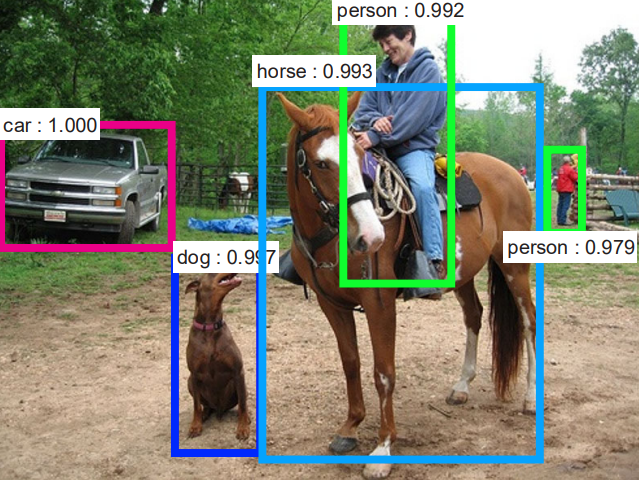 person : 0.992
horse : 0.993
car : 1.000
person : 0.979
dog : 0.997